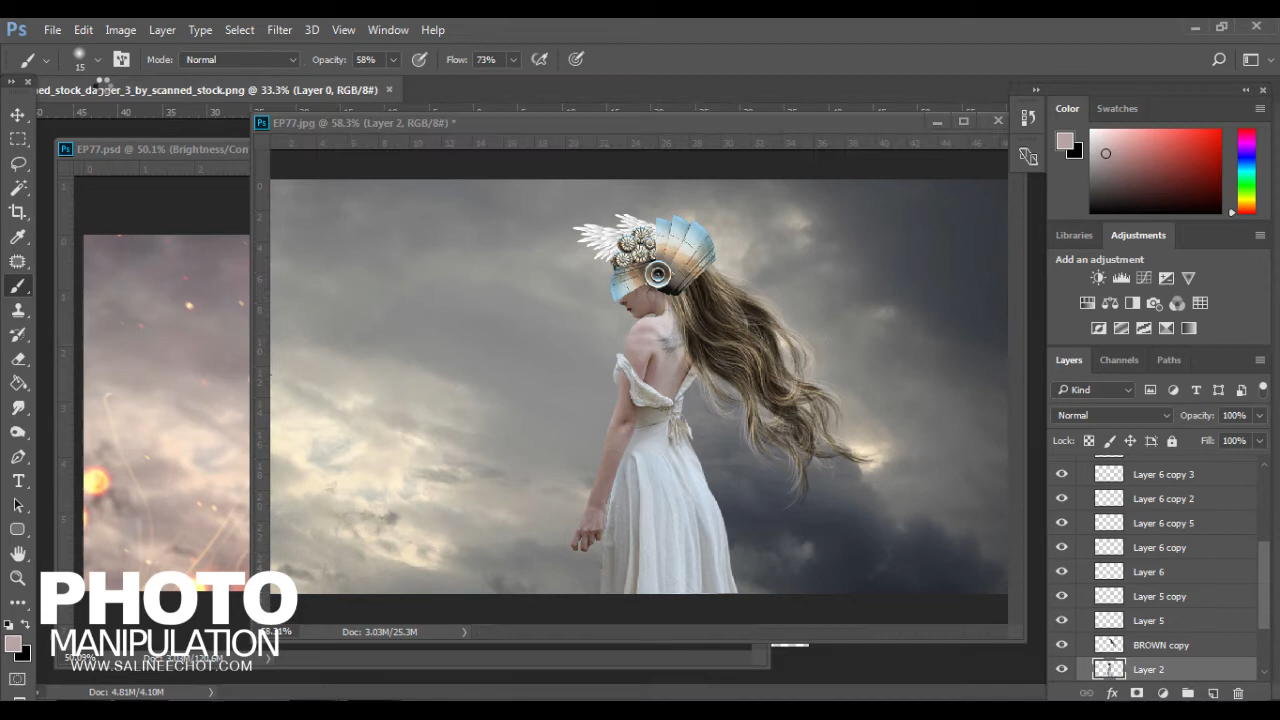 Ps File Edit Image Layer Type Select Filter 3D View Window Help
15 Mode: Normal Opacity: 58% Flow: 73%
ned_stock_dagger_3_by_scanned_stock.png @ 33.3% (Layer 0, RGB/8#)
EP77.jpg @ 58.3% (Layer 2, RGB/8#) *
EP77.psd @ 50.1% (Brightness/Con
Color Swatches
Libraries Adjustments
Add an adjustment
Layers Channels Paths
Kind
Normal Opacity: 100%
Lock: Fill: 100%
Layer 6 copy 3
Layer 6 copy 2
Layer 6 copy 5
Layer 6 copy
Layer 6
Layer 5 copy
Layer 5
BROWN copy
Layer 2
PHOTO
MANIPULATION
WWW.SALINEECHOT.COM
Doc: 3.03M/25.3M
Doc: 4.81M/4.10M